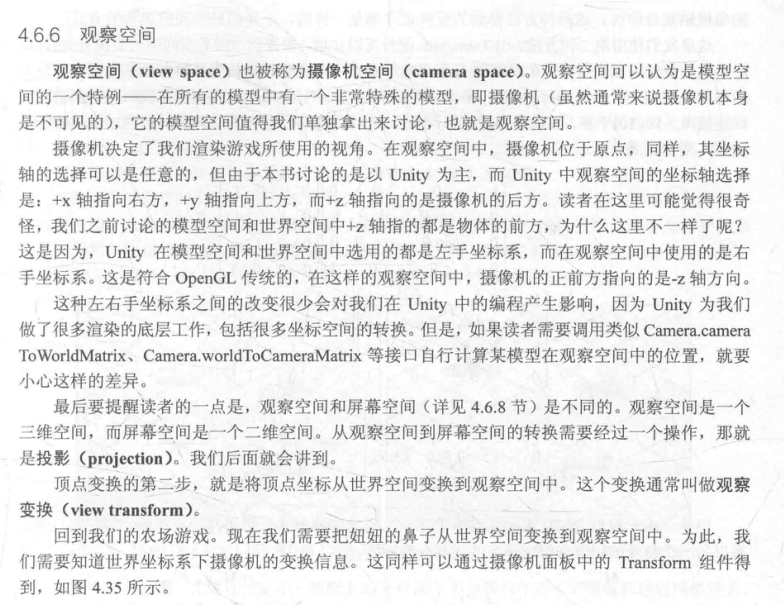 4.6.6 观察空间
观察空间（view space）也被称为摄像机空间（camera space）。观察空间可以认为是模型空
间的一个特例——在所有的模型中有一个非常特殊的模型，即摄像机（虽然通常来说摄像机本身
是不可见的），它的模型空间值得我们单独拿出来讨论，也就是观察空间。
摄像机决定了我们渲染游戏所使用的视角。在观察空间中，摄像机位于原点，同样，其坐标
轴的选择可以是任意的，但由于本书讨论的是以 Unity 为主，而 Unity 中观察空间的坐标轴选择
是：+x 轴指向右方，+y 轴指向上方，而+z 轴指向的是摄像机的后方。读者在这里可能觉得很奇
怪，我们之前讨论的模型空间和世界空间中+z 轴指的都是物体的前方，为什么这里不一样了呢？
这是因为，Unity 在模型空间和世界空间中选用的都是左手坐标系，而在观察空间中使用的是右
手坐标系。这是符合 OpenGL 传统的，在这样的观察空间中，摄像机的正前方指向的是-z 轴方向。
这种左右手坐标系之间的改变很少会对我们在 Unity 中的编程产生影响，因为 Unity 为我们
做了很多渲染的底层工作，包括很多坐标空间的转换。但是，如果读者需要调用类似 Camera.camera
ToWorldMatrix、Camera.worldToCameraMatrix 等接口自行计算某模型在观察空间中的位置，就要
小心这样的差异。
最后要提醒读者的一点是，观察空间和屏幕空间（详见 4.6.8 节）是不同的。观察空间是一个
三维空间，而屏幕空间是一个二维空间。从观察空间到屏幕空间的转换需要经过一个操作，那就
是投影（projection）。我们后面就会讲到。
顶点变换的第二步，就是将顶点坐标从世界空间变换到观察空间中。这个变换通常叫做观察
变换（view transform）。
回到我们的农场游戏。现在我们需要把妞妞的鼻子从世界空间变换到观察空间中。为此，我
们需要知道世界坐标系下摄像机的变换信息。这同样可以通过摄像机面板中的 Transform 组件得
到，如图 4.35 所示。